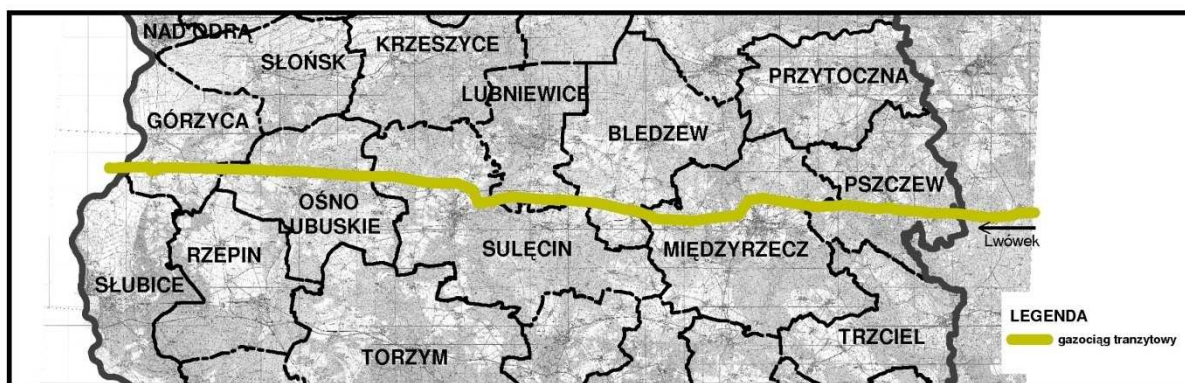 NAD ODRĄ
KRZESZYCE
SŁOŃSK
PRZYTOCZNA
LUBNIEWICE
GÓRZYCA
BLEDZEW
PSZCZEW
OŚNO
LUBUSKIE
Lwówek
RZEPIN
SULĘCIN
MIĘDZYRZECZ
SŁUBICE
LEGENDA
TRZCIEL
gazociąg tranzytowy
TORZYM